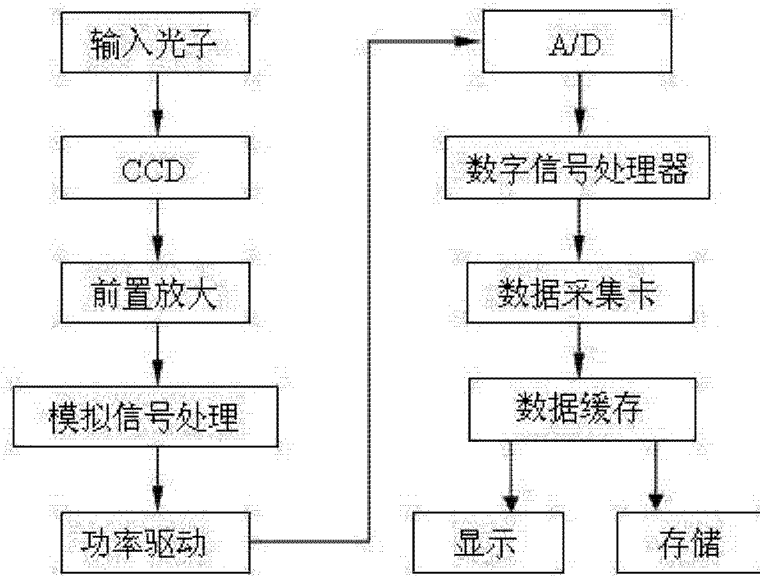 输入光子
CCD
前置放大
模拟信号处理
功率驱动
A/D
数字信号处理器
数据采集卡
数据缓存
显示
存储